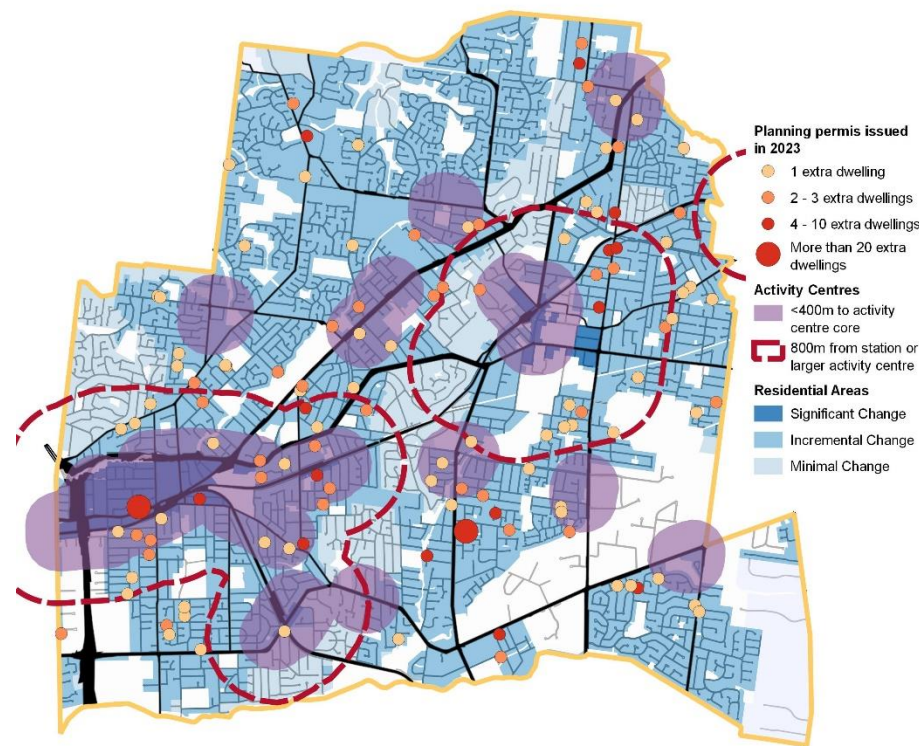 Planning permis issued
in 2023
1 extra dwelling
2 - 3 extra dwellings
4 - 10 extra dwellings
More than 20 extra
dwellings
Activity Centres
<400m to activity
centre core
800m from station or
larger activity centre
Residential Areas
Significant Change
Incremental Change
Minimal Change